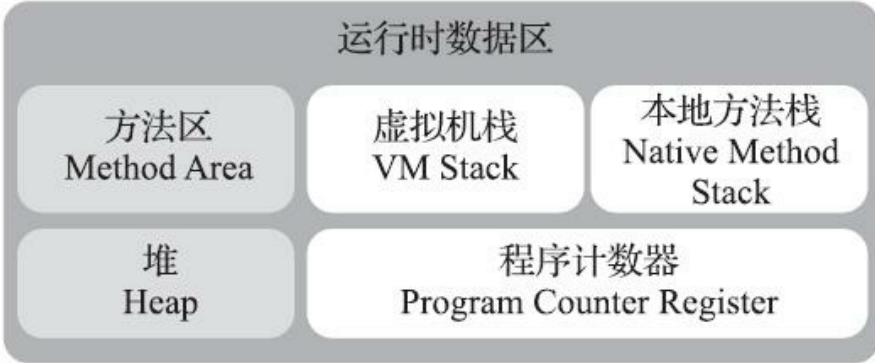 运行时数据区
方法区
Method Area
虚拟机栈
VM Stack
本地方法栈
Native Method
Stack
堆
Heap
程序计数器
Program Counter Register